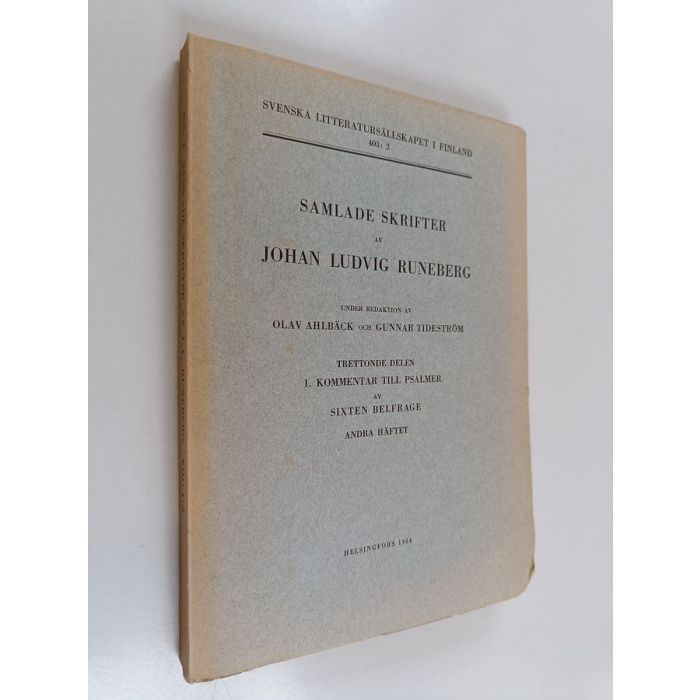 SVENSKA LITTERATURSÄLLSKAPET I FINLAND
403: 2
SAMLADE SKRIFTER
AV
JOHAN LUDVIG RUNEBERG
UNDER REDAKTION AV
OLAV AHLBÄCK OCH GUNNAR TIDESTRÖM
TRETTONDE DELEN
1. KOMMENTAR TILL PSALMER
AV
SIXTEN BELFRAGE
ANDRA HÄFTET
HELSINGFORS 1964